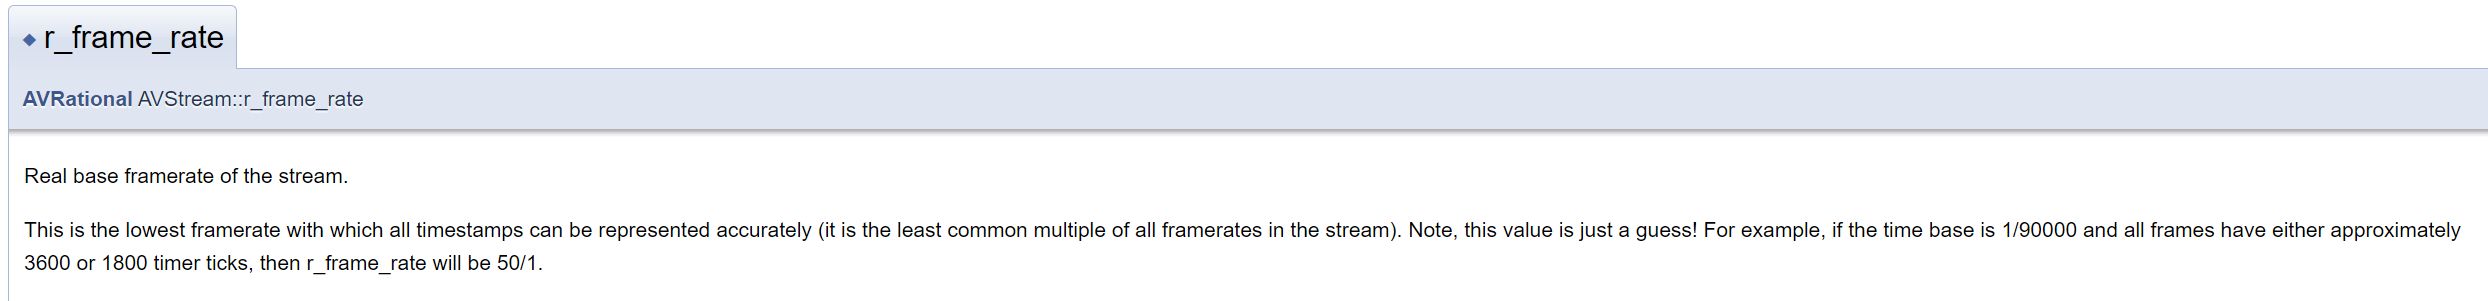 r_frame_rate
AVRational AVStream::r_frame_rate
Real base framerate of the stream.
This is the lowest framerate with which all timestamps can be represented accurately (it is the least common multiple of all framerates in the stream). Note, this value is just a guess! For example, if the time base is 1/90000 and all frames have either approximately
3600 or 1800 timer ticks, then r_frame_rate will be 50/1.